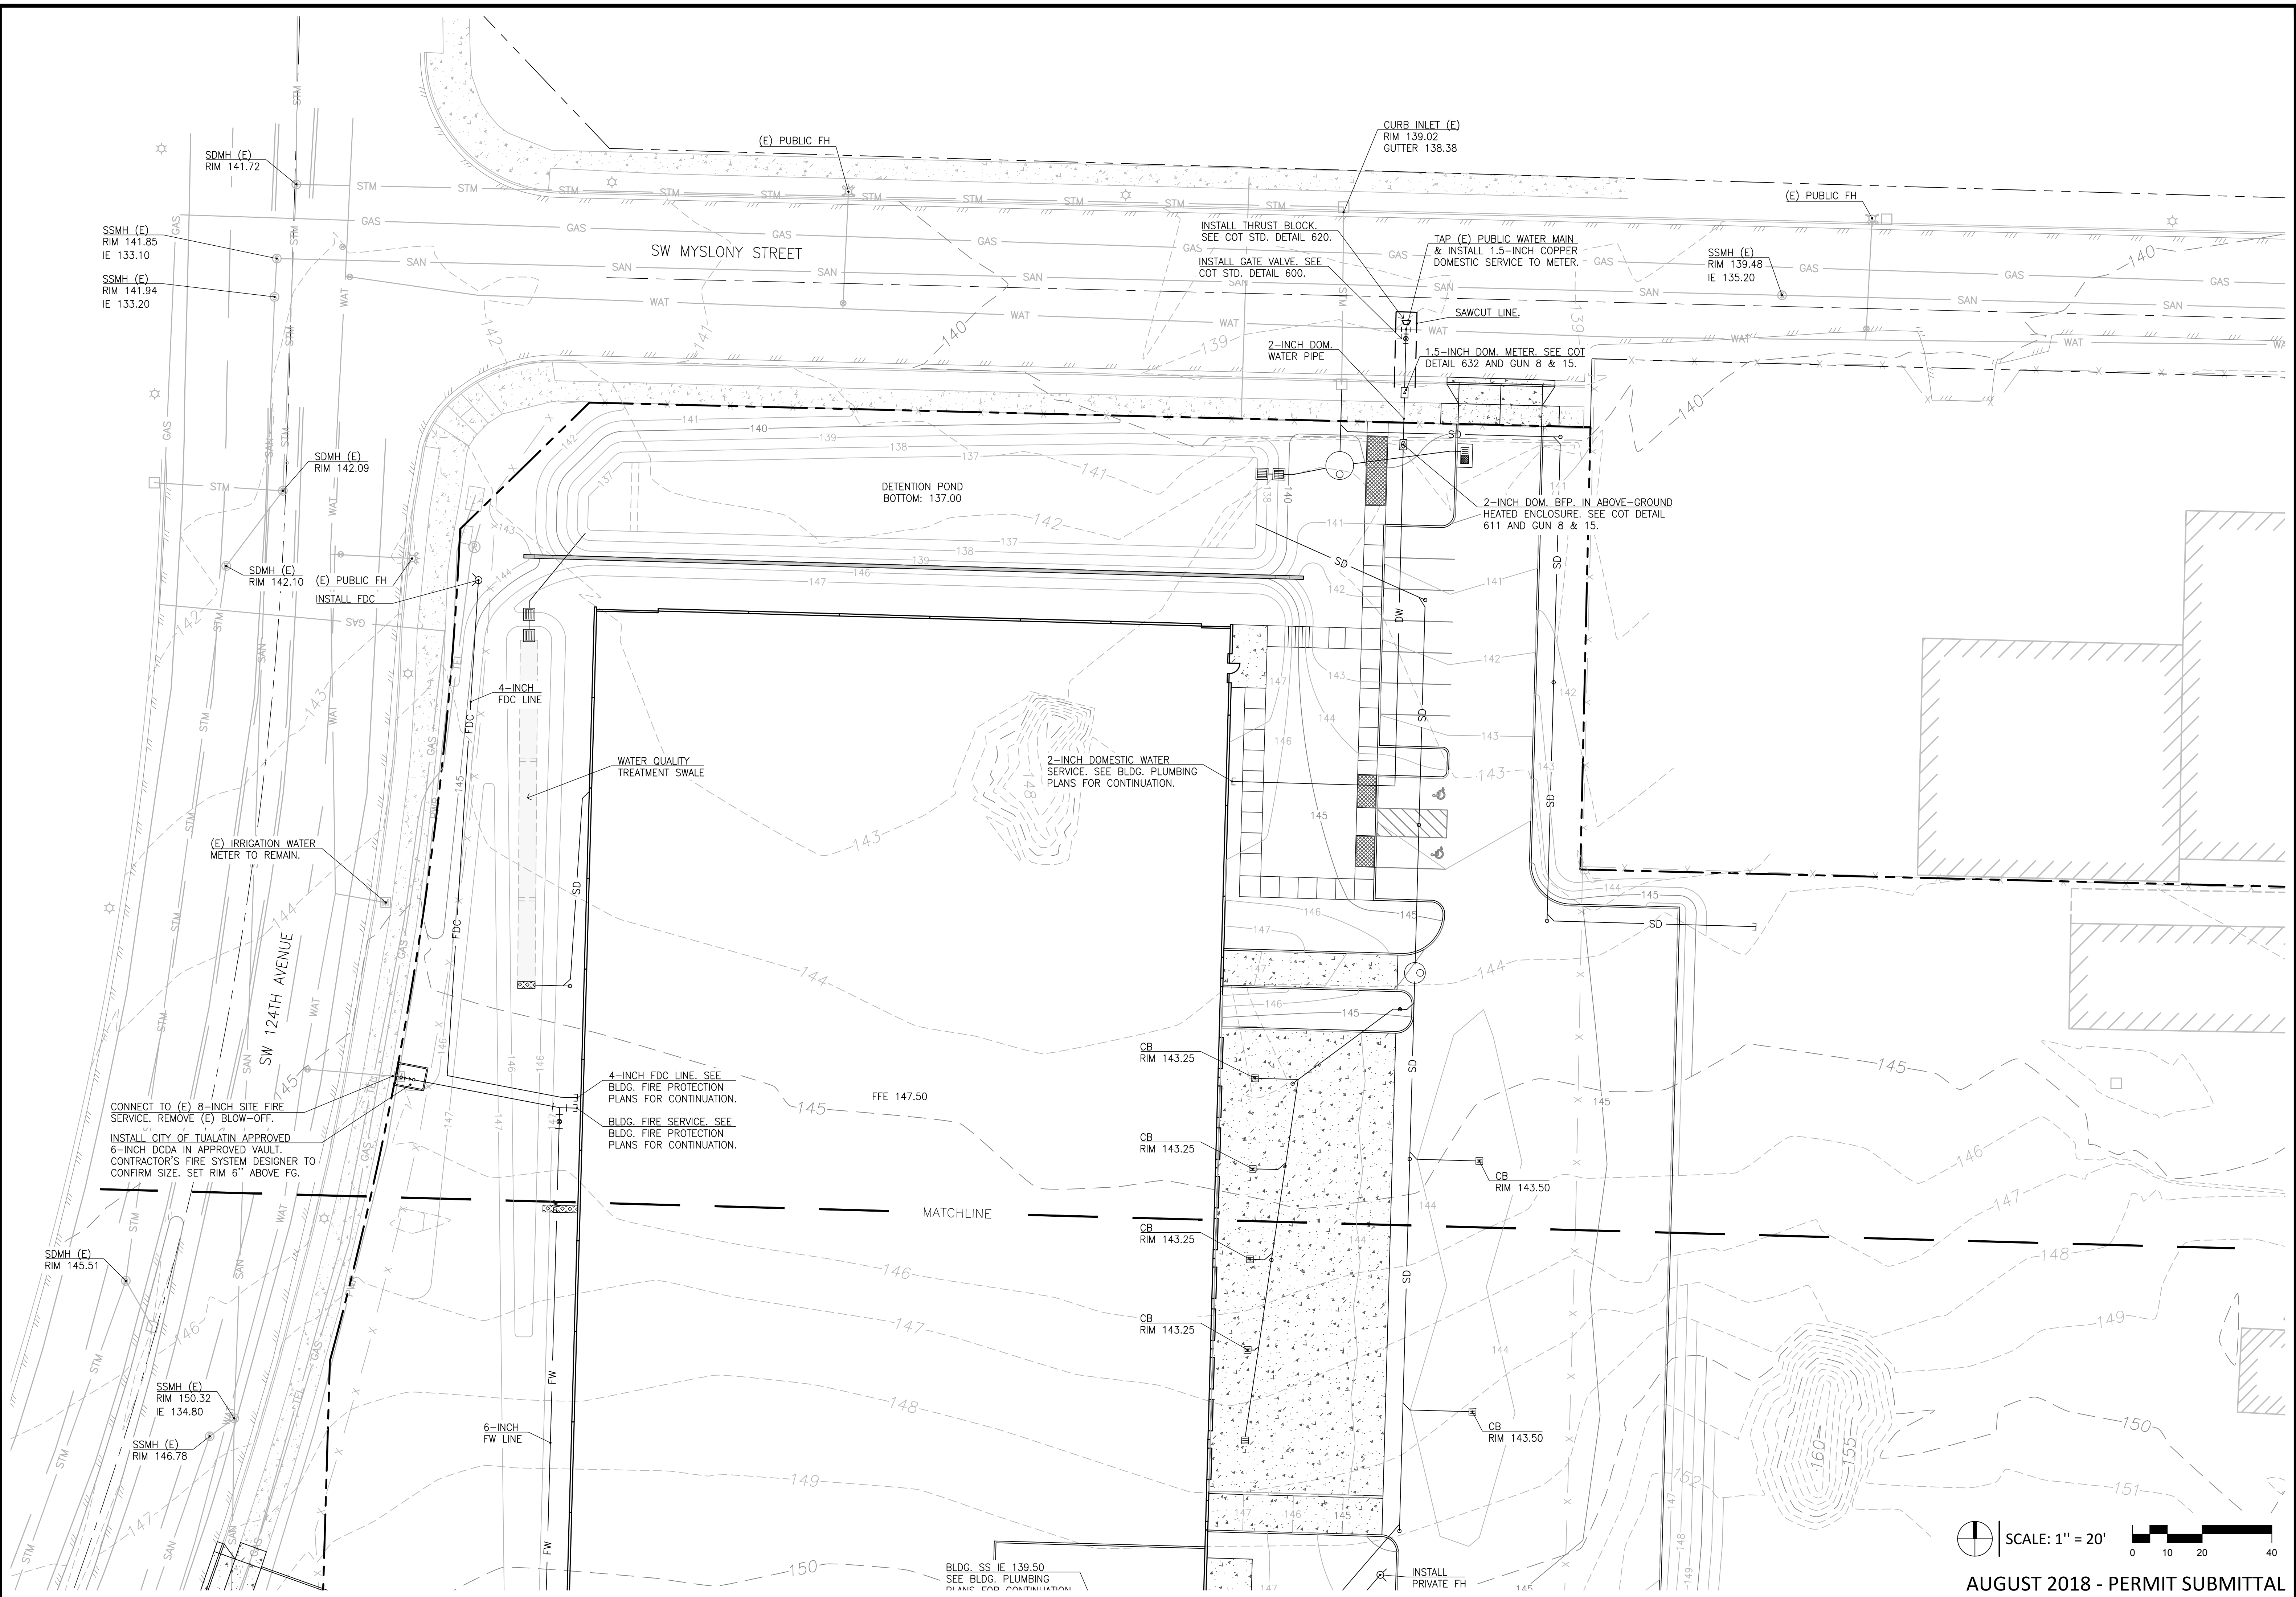 CURB INLET (E)
RIM 139.02
GUTTER 138.38
(E) PUBLIC FH
SDMH (E)
RIM 141.72
(E) PUBLIC FH
SSMH (E)
RIM 141.85
IE 133.10
SSMH (E)
RIM 141.94
IE 133.20
SW MYSLONY STREET
INSTALL THRUST BLOCK.
SEE COT STD. DETAIL 620.
INSTALL GATE VALVE. SEE
COT STD. DETAIL 600.
TAP (E) PUBLIC WATER MAIN
& INSTALL 1.5-INCH COPPER
DOMESTIC SERVICE TO METER.
SSMH (E)
RIM 139.48
IE 135.20
SAWCUT LINE.
2-INCH DOM.
WATER PIPE
1.5-INCH DOM. METER. SEE COT
DETAIL 632 AND GUN 8 & 15.
SDMH (E)
RIM 142.09
DETENTION POND
BOTTOM: 137.00
2-INCH DOM. BFP. IN ABOVE-GROUND
HEATED ENCLOSURE. SEE COT DETAIL
611 AND GUN 8 & 15.
SDMH (E)
RIM 142.10
(E) PUBLIC FH
INSTALL FDC
4-INCH
FDC LINE
WATER QUALITY
TREATMENT SWALE
2-INCH DOMESTIC WATER
SERVICE. SEE BLDG. PLUMBING
PLANS FOR CONTINUATION.
(E) IRRIGATION WATER
METER TO REMAIN.
SW 124TH AVENUE
CONNECT TO (E) 8-INCH SITE FIRE
SERVICE. REMOVE (E) BLOW-OFF.
INSTALL CITY OF TUALATIN APPROVED
6-INCH DCDA IN APPROVED VAULT.
CONTRACTOR'S FIRE SYSTEM DESIGNER TO
CONFIRM SIZE. SET RIM 6'' ABOVE FG.
4-INCH FDC LINE. SEE
BLDG. FIRE PROTECTION
PLANS FOR CONTINUATION.
BLDG. FIRE SERVICE. SEE
BLDG. FIRE PROTECTION
PLANS FOR CONTINUATION.
FFE 147.50
CB
RIM 143.25
CB
RIM 143.25
CB
RIM 143.50
MATCHLINE
CB
RIM 143.25
CB
RIM 143.25
CB
RIM 143.50
SDMH (E)
RIM 145.51
SSMH (E)
RIM 150.32
IE 134.80
SSMH (E)
RIM 146.78
6-INCH
FW LINE
BLDG. SS IE 139.50
SEE BLDG. PLUMBING
PLANS FOR CONTINUATION
INSTALL
PRIVATE FH
SCALE: 1" = 20'
0 10 20 40
AUGUST 2018 - PERMIT SUBMITTAL